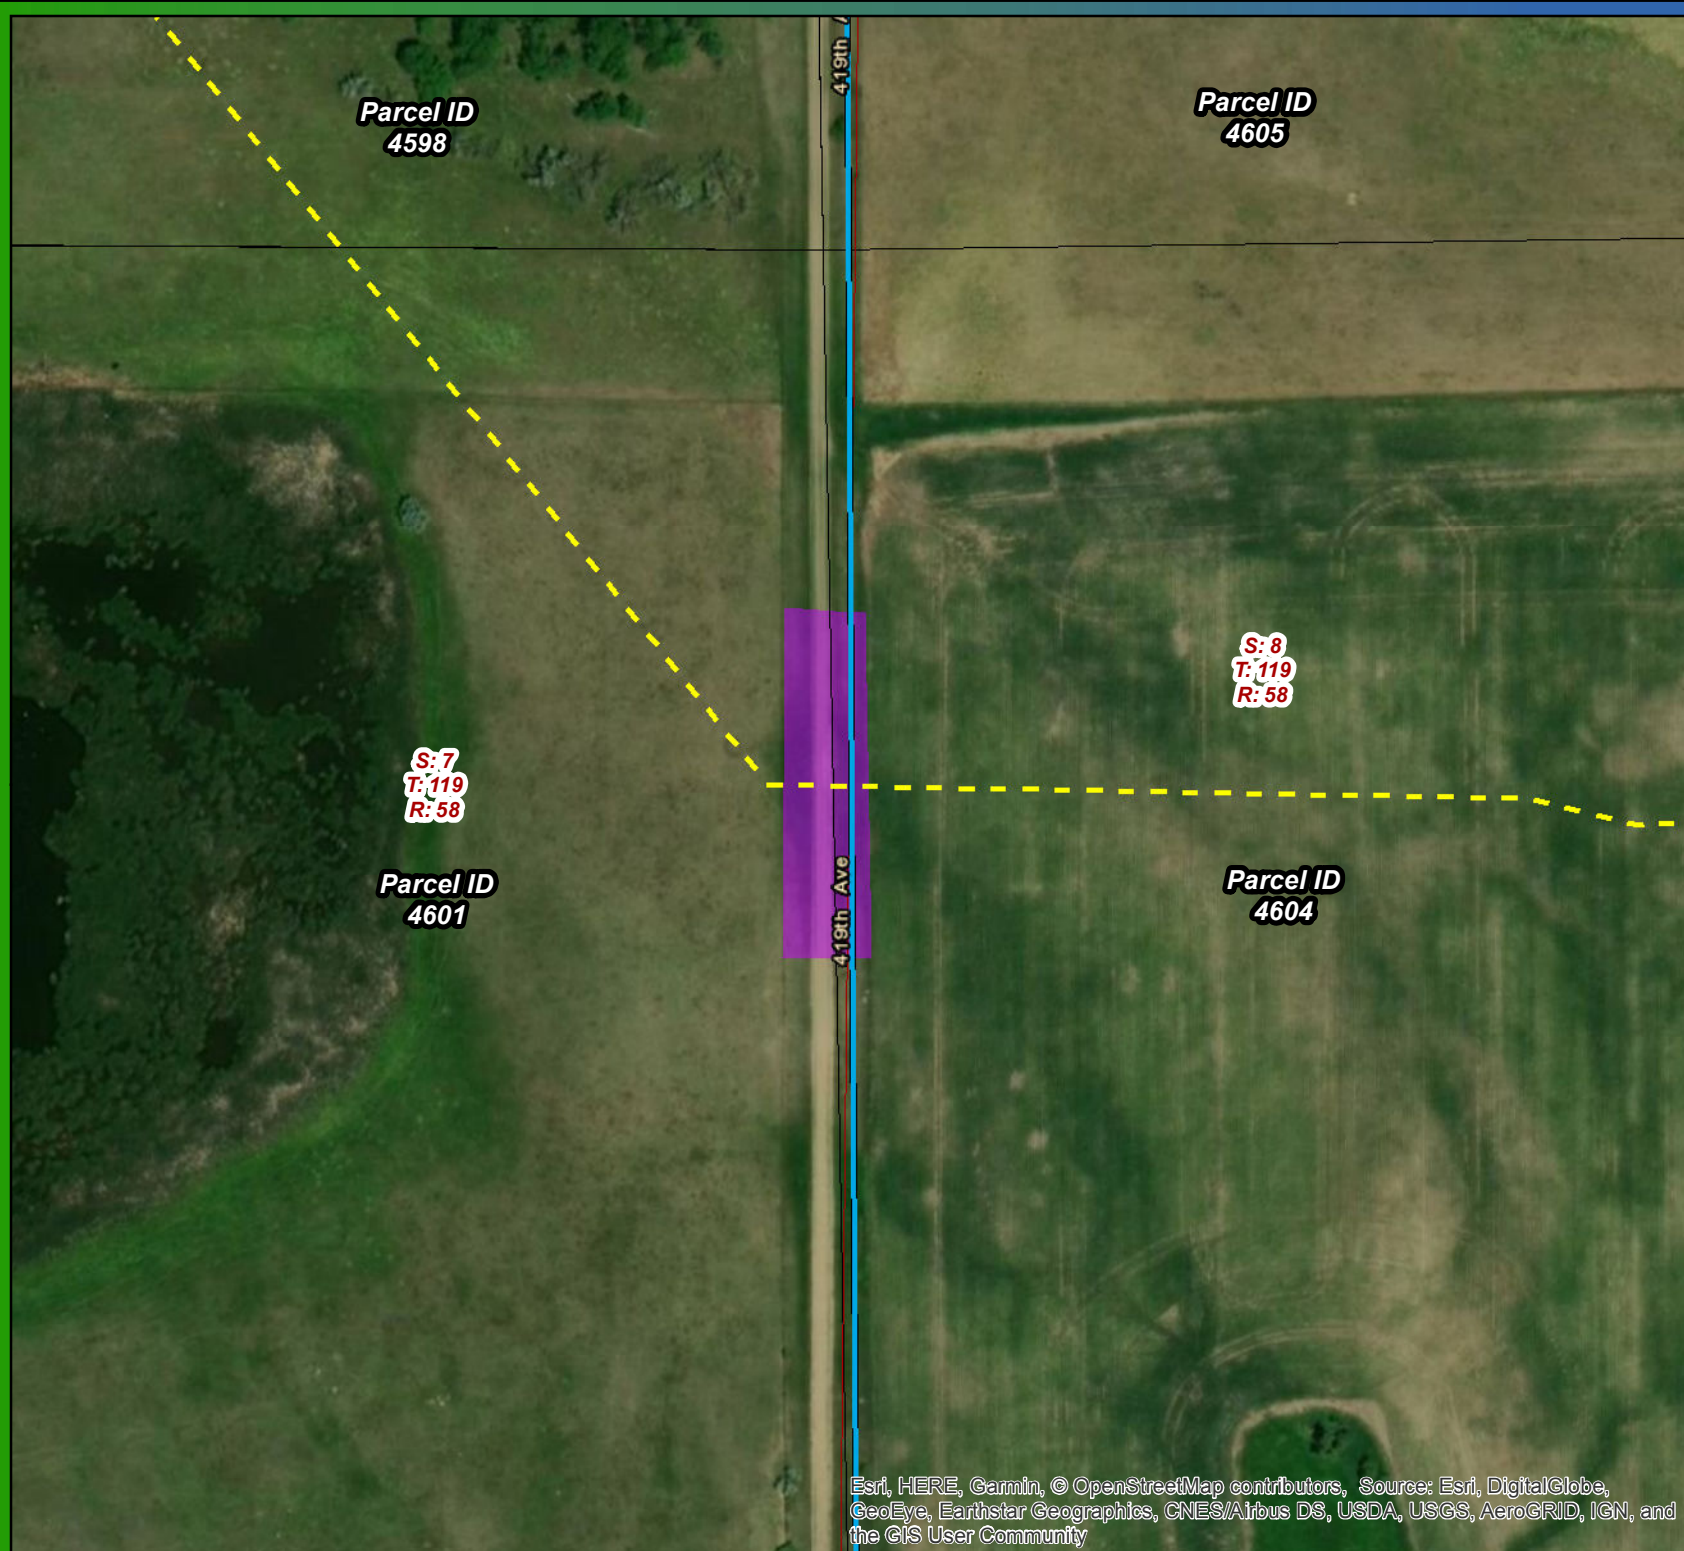 419th A
Parcel ID
4598
Parcel ID
4605
S: 8
T: 119
R: 58
S: 7
T: 119
R: 58
Parcel ID
4601
419th Ave
Parcel ID
4604
Esri, HERE, Garmin, © OpenStreetMap contributors, Source: Esri, DigitalGlobe,
GeoEye, Earthstar Geographics, CNES/Airbus DS, USDA, USGS, AeroGRID, IGN, and
the GIS User Community